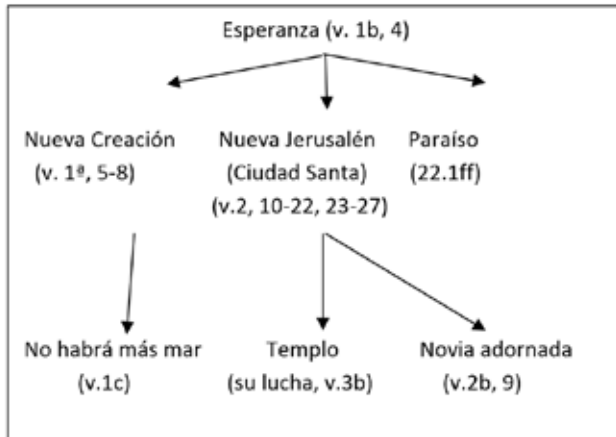 Esperanza (v. 1b, 4)
Nueva Creación
(v. 1ª, 5-8)
Nueva Jerusalén
(Ciudad Santa)
(v.2, 10-22, 23-27)
Paraíso
(22.1ff)
No habrá más mar
(v.1c)
Templo
(su lucha, v.3b)
Novia adornada
(v.2b, 9)